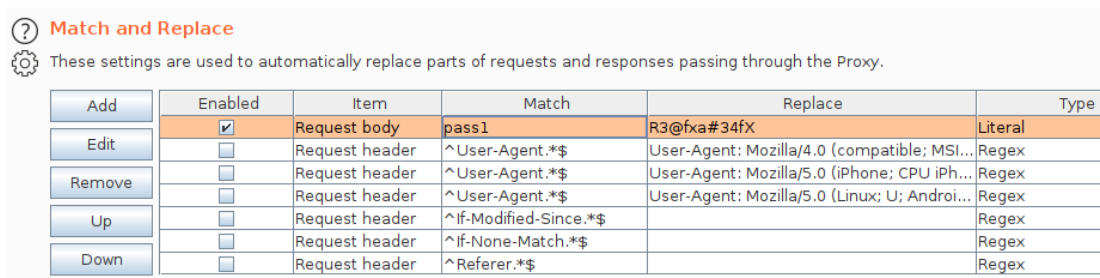 Match and Replace
These settings are used to automatically replace parts of requests and responses passing through the Proxy.
Add
Edit
Remove
Up
Down
Enabled Item Match Replace Type
Request body pass1 R3@fxa#34fX Literal
Request header ^User-Agent.*$ User-Agent: Mozilla/4.0 (compatible; MSI... Regex
Request header ^User-Agent.*$ User-Agent: Mozilla/5.0 (iPhone; CPU iPh... Regex
Request header ^User-Agent.*$ User-Agent: Mozilla/5.0 (Linux; U; Androi... Regex
Request header ^If-Modified-Since.*$ Regex
Request header ^If-None-Match.*$ Regex
Request header ^Referer.*$ Regex